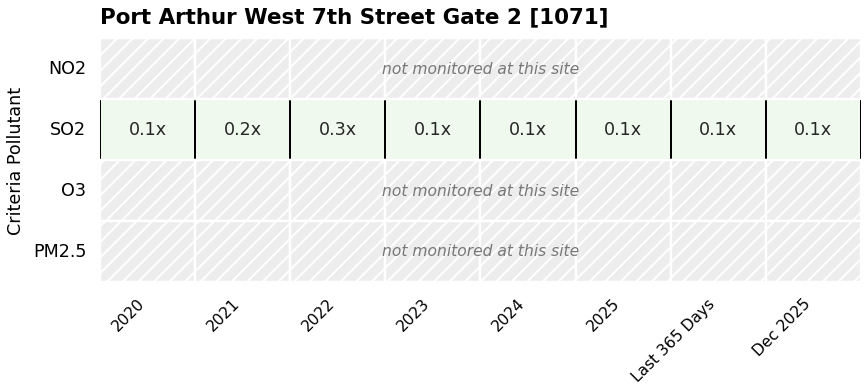 Port Arthur West 7th Street Gate 2 [1071]
Criteria Pollutant
NO2 not monitored at this site
SO2 0.1x 0.2x 0.3x 0.1x 0.1x 0.1x 0.1x 0.1x
O3 not monitored at this site
PM2.5 not monitored at this site
2020 2021 2022 2023 2024 2025 Last 365 Days Dec 2025